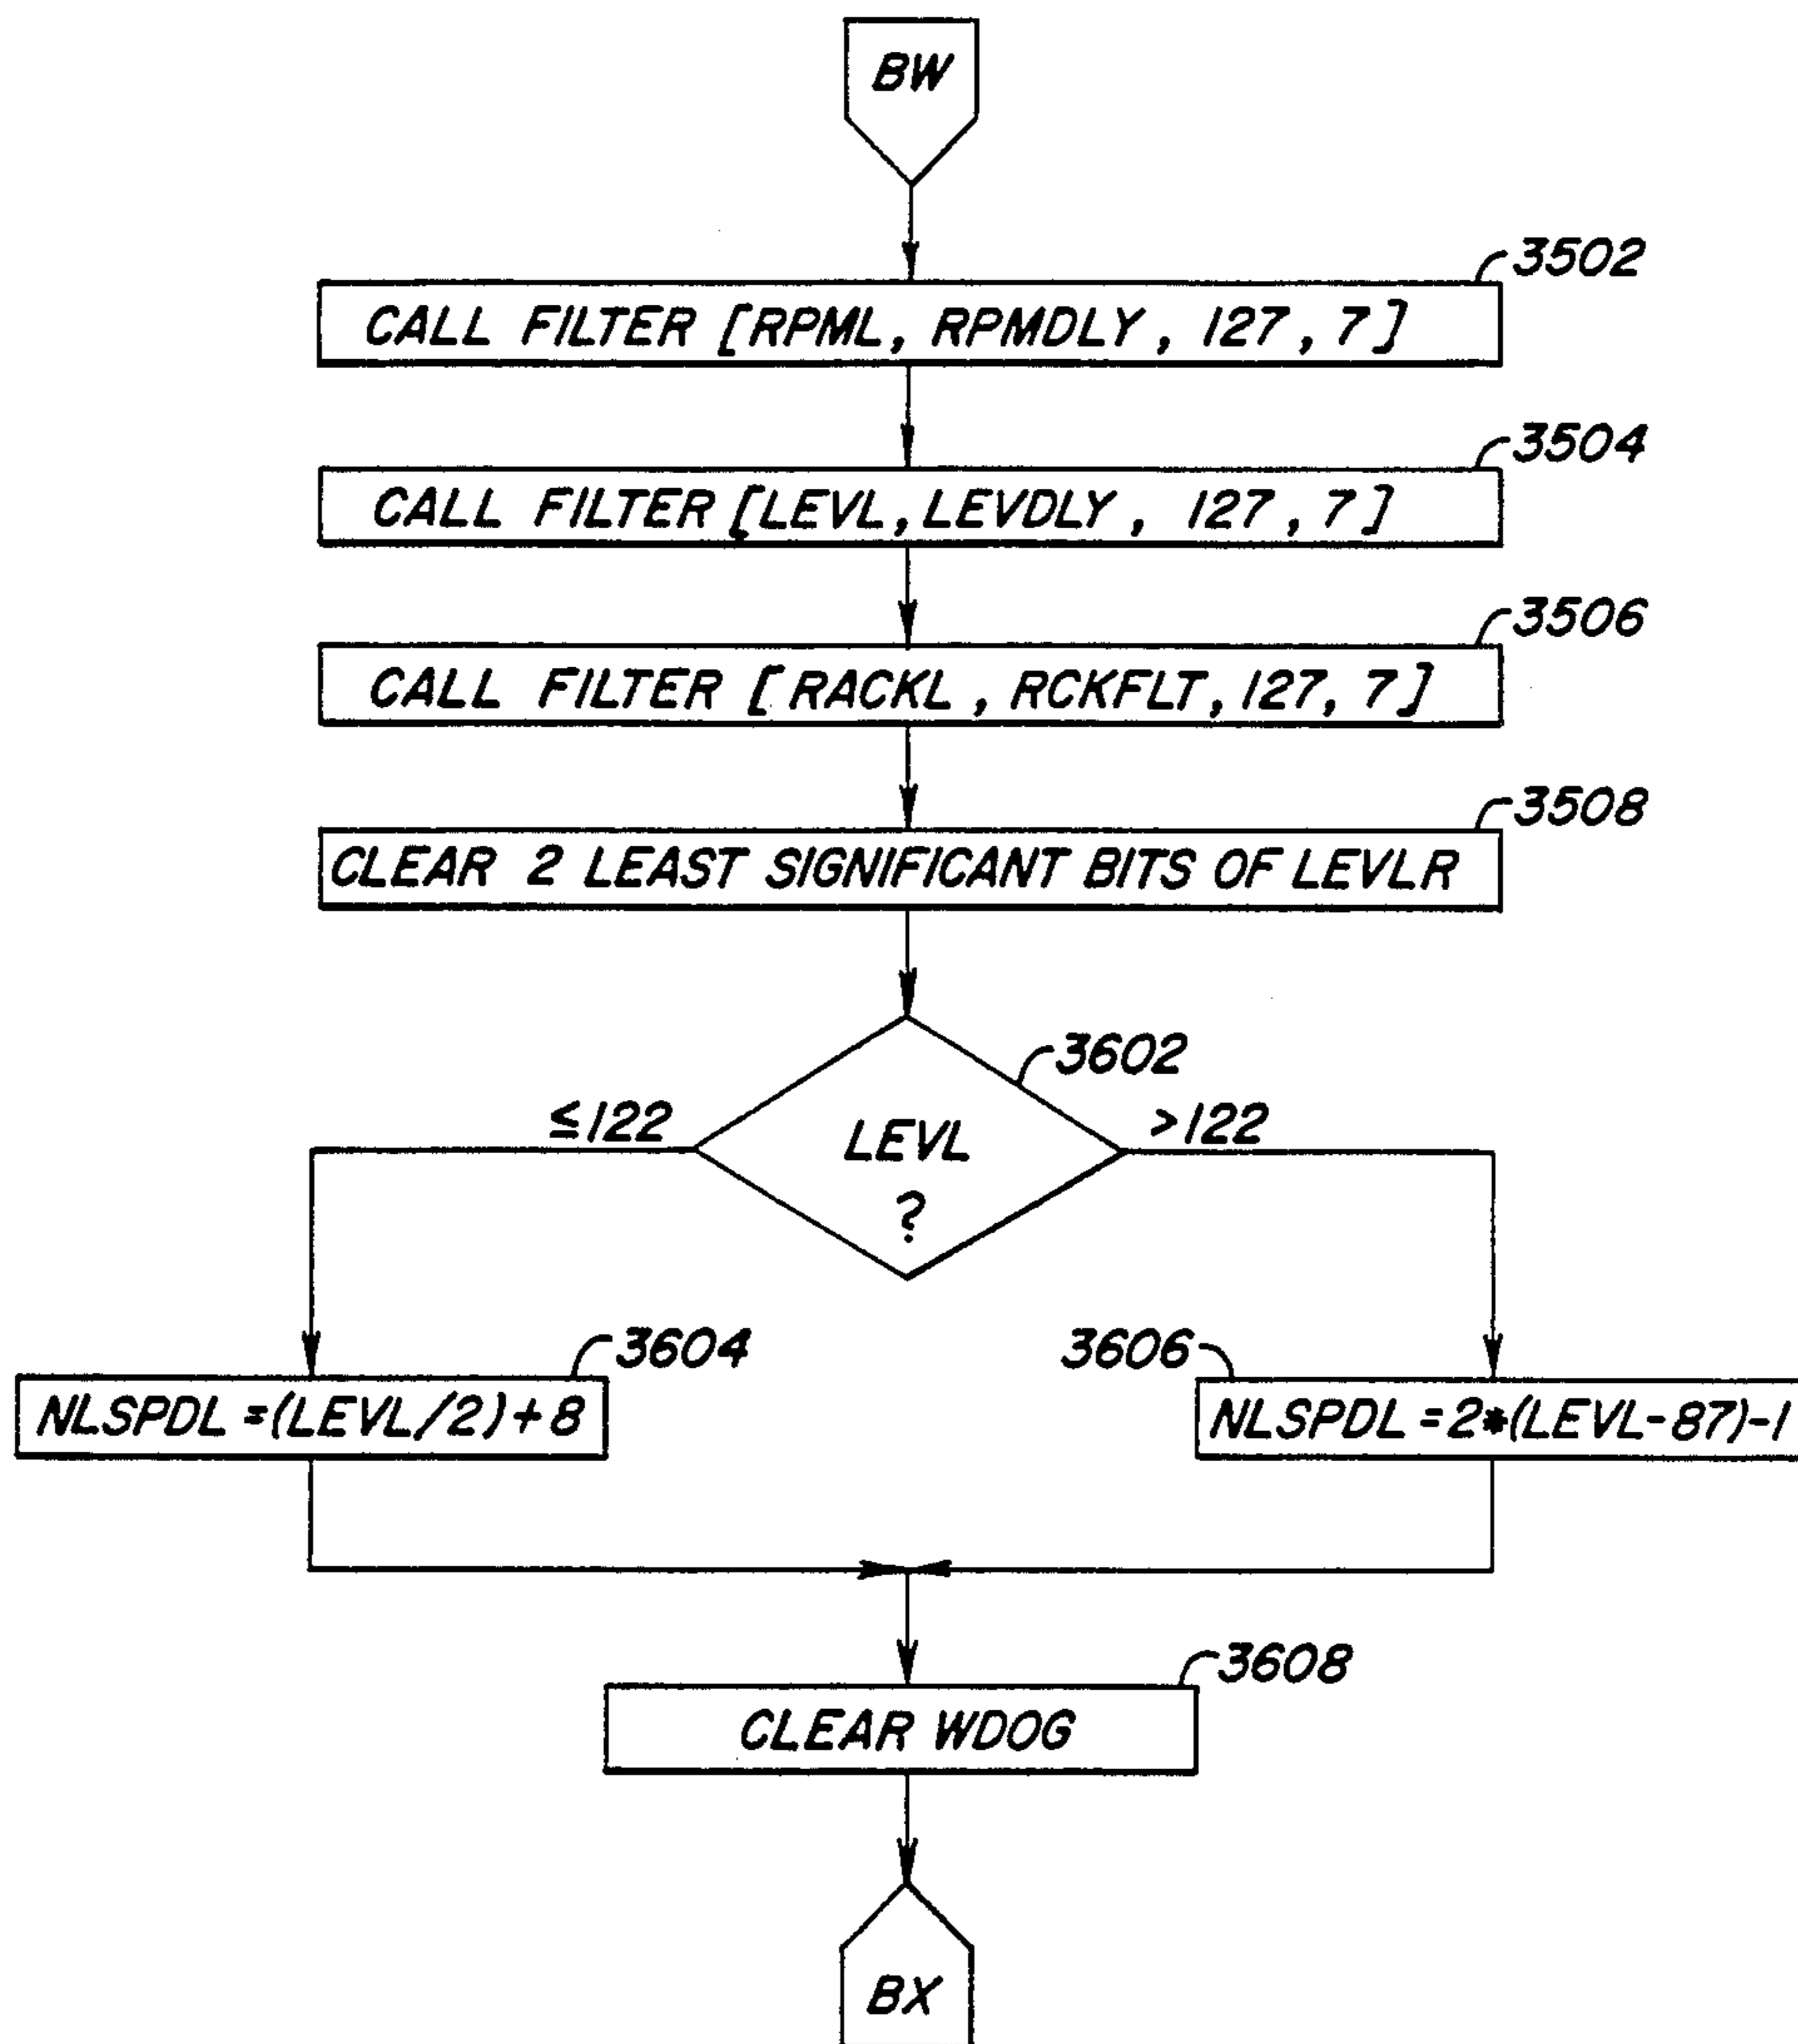 BW
3502
CALL FILTER [RPML, RPMDLY, 127, 7]
3504
CALL FILTER [LEVL, LEVDLY, 127, 7]
3506
CALL FILTER [RACKL, RCKFLT, 127, 7]
3508
CLEAR 2 LEAST SIGNIFICANT BITS OF LEVLR
3602
≤122
>122
LEVL
?
3604
3606
NLSPDL=(LEVL/2)+8
NLSPDL=2*(LEVL-87)-1
3608
CLEAR WDOG
BX